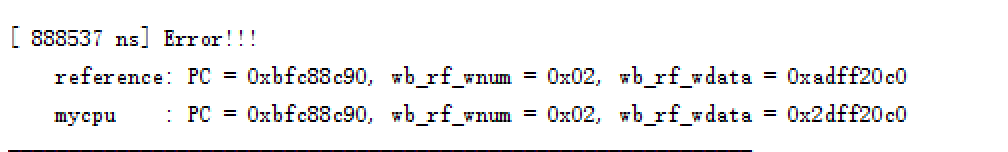 [ 888537 ns] Error!!!
reference: PC = 0xbfc88c90, wb_rf_wnum = 0x02, wb_rf_wdata = 0xadff20c0
mycpu    : PC = 0xbfc88c90, wb_rf_wnum = 0x02, wb_rf_wdata = 0x2dff20c0